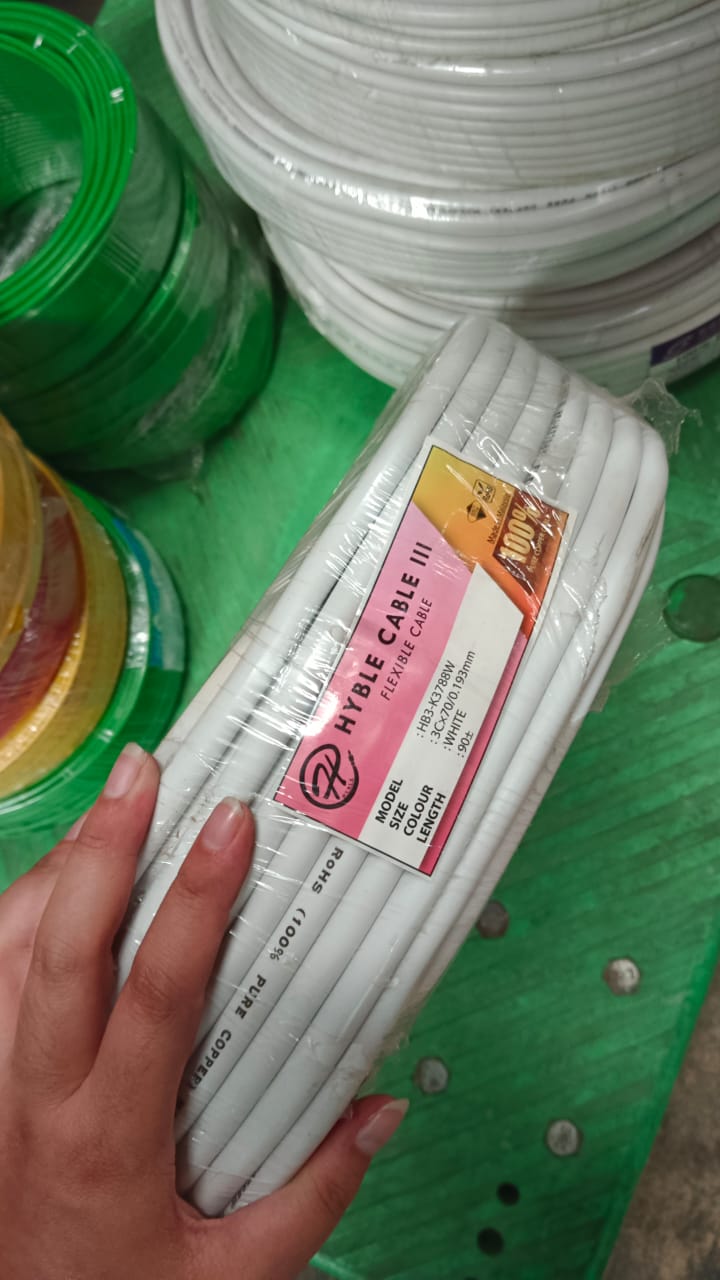 HYBLE CABLE III
FLEXIBLE CABLE
100%
MODEL : HB3-K3788W
SIZE : 3Cx70/0.193mm
COLOUR : WHITE
LENGTH : 90±
RoHS (100% PURE COPPER)